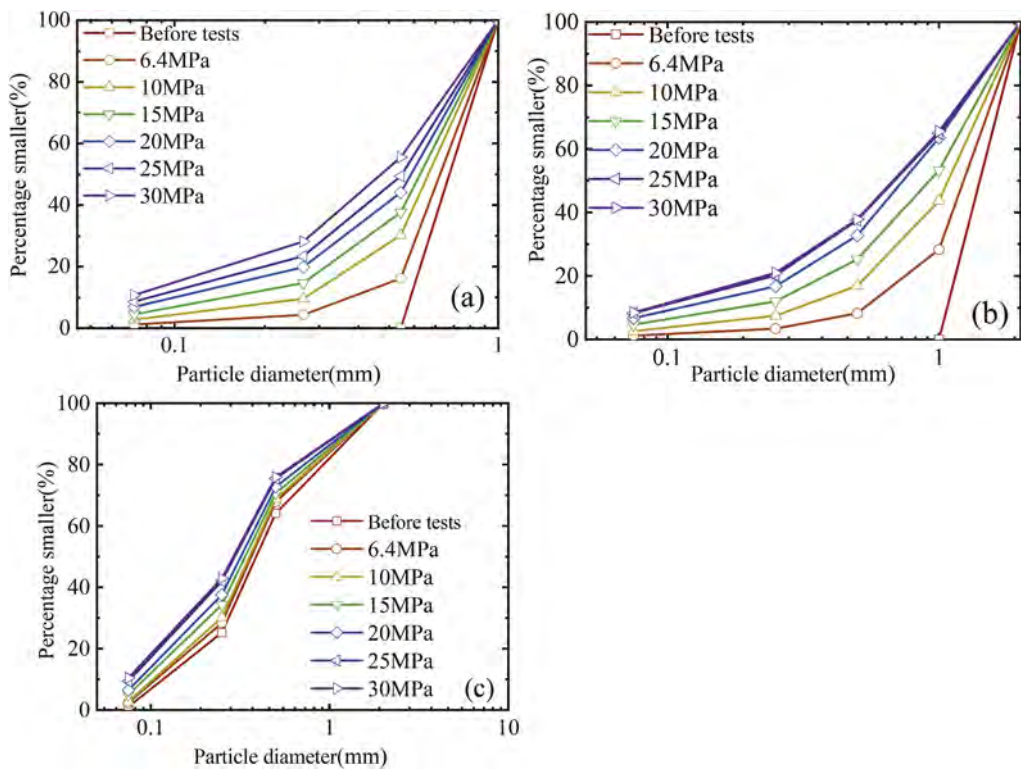 100
80
60
40
20
0
Percentage smaller(%)
Before tests
6.4MPa
10MPa
15MPa
20MPa
25MPa
30MPa
(a)
0.1
1
Particle diameter(mm)
100
80
60
40
20
0
Percentage smaller(%)
Before tests
6.4MPa
10MPa
15MPa
20MPa
25MPa
30MPa
(b)
0.1
1
Particle diameter(mm)
100
80
60
40
20
0
Percentage smaller(%)
Before tests
6.4MPa
10MPa
15MPa
20MPa
25MPa
30MPa
(c)
0.1
1
10
Particle diameter(mm)